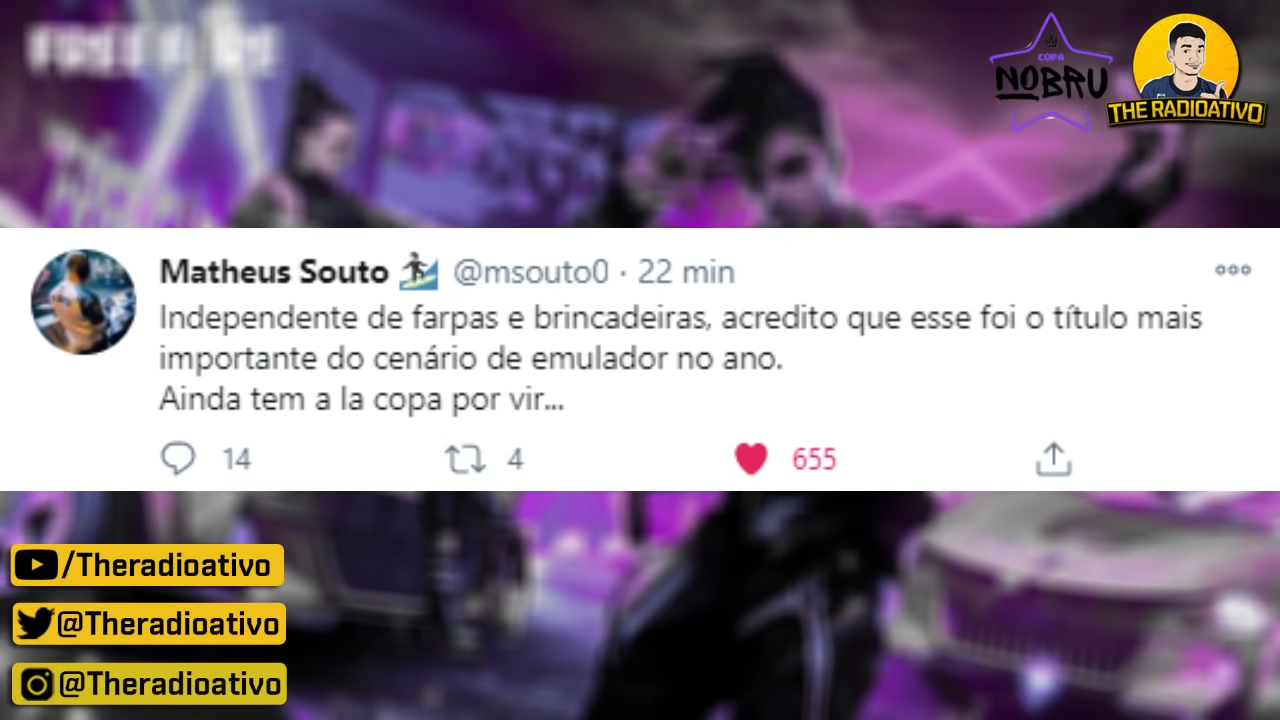 FREE FIRE
COPA
NOBRU
THE RADIOATIVO
Matheus Souto @msouto0 · 22 min
Independente de farpas e brincadeiras, acredito que esse foi o título mais
importante do cenário de emulador no ano.
Ainda tem a la copa por vir...
14 4 655
/Theradioativo
@Theradioativo
@Theradioativo